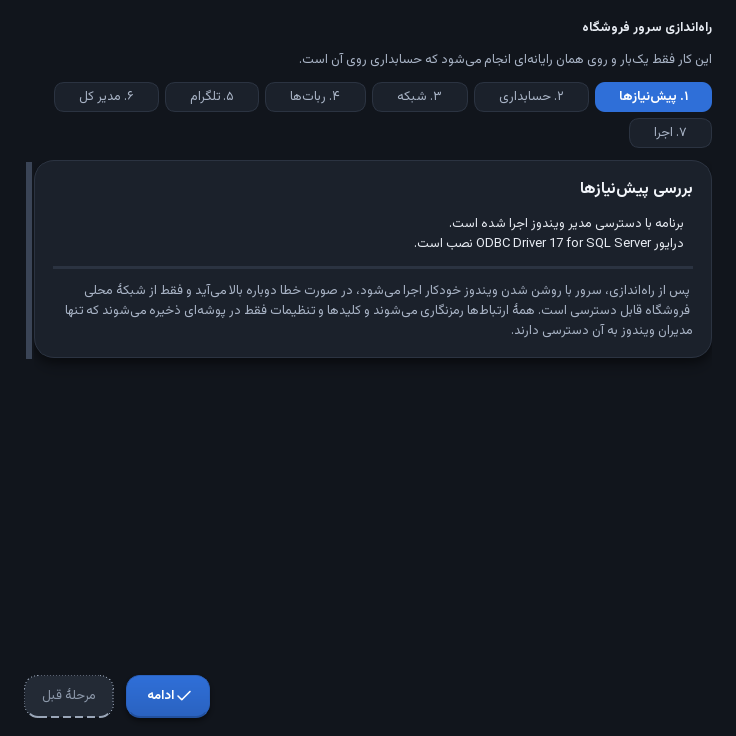 راه‌اندازی سرور فروشگاه
این کار فقط یک‌بار و روی همان رایانه‌ای انجام می‌شود که حسابداری روی آن است.
۱. پیش‌نیازها
۲. حسابداری
۳. شبکه
۴. ربات‌ها
۵. تلگرام
۶. مدیر کل
۷. اجرا
بررسی پیش‌نیازها
برنامه با دسترسی مدیر ویندوز اجرا شده است.
درایور ODBC Driver 17 for SQL Server نصب است.
پس از راه‌اندازی، سرور با روشن شدن ویندوز خودکار اجرا می‌شود، در صورت خطا دوباره بالا می‌آید و فقط از شبکهٔ محلی
فروشگاه قابل دسترسی است. همهٔ ارتباط‌ها رمزنگاری می‌شوند و کلیدها و تنظیمات فقط در پوشه‌ای ذخیره می‌شوند که تنها
مدیران ویندوز به آن دسترسی دارند.
ادامه
مرحلهٔ قبل